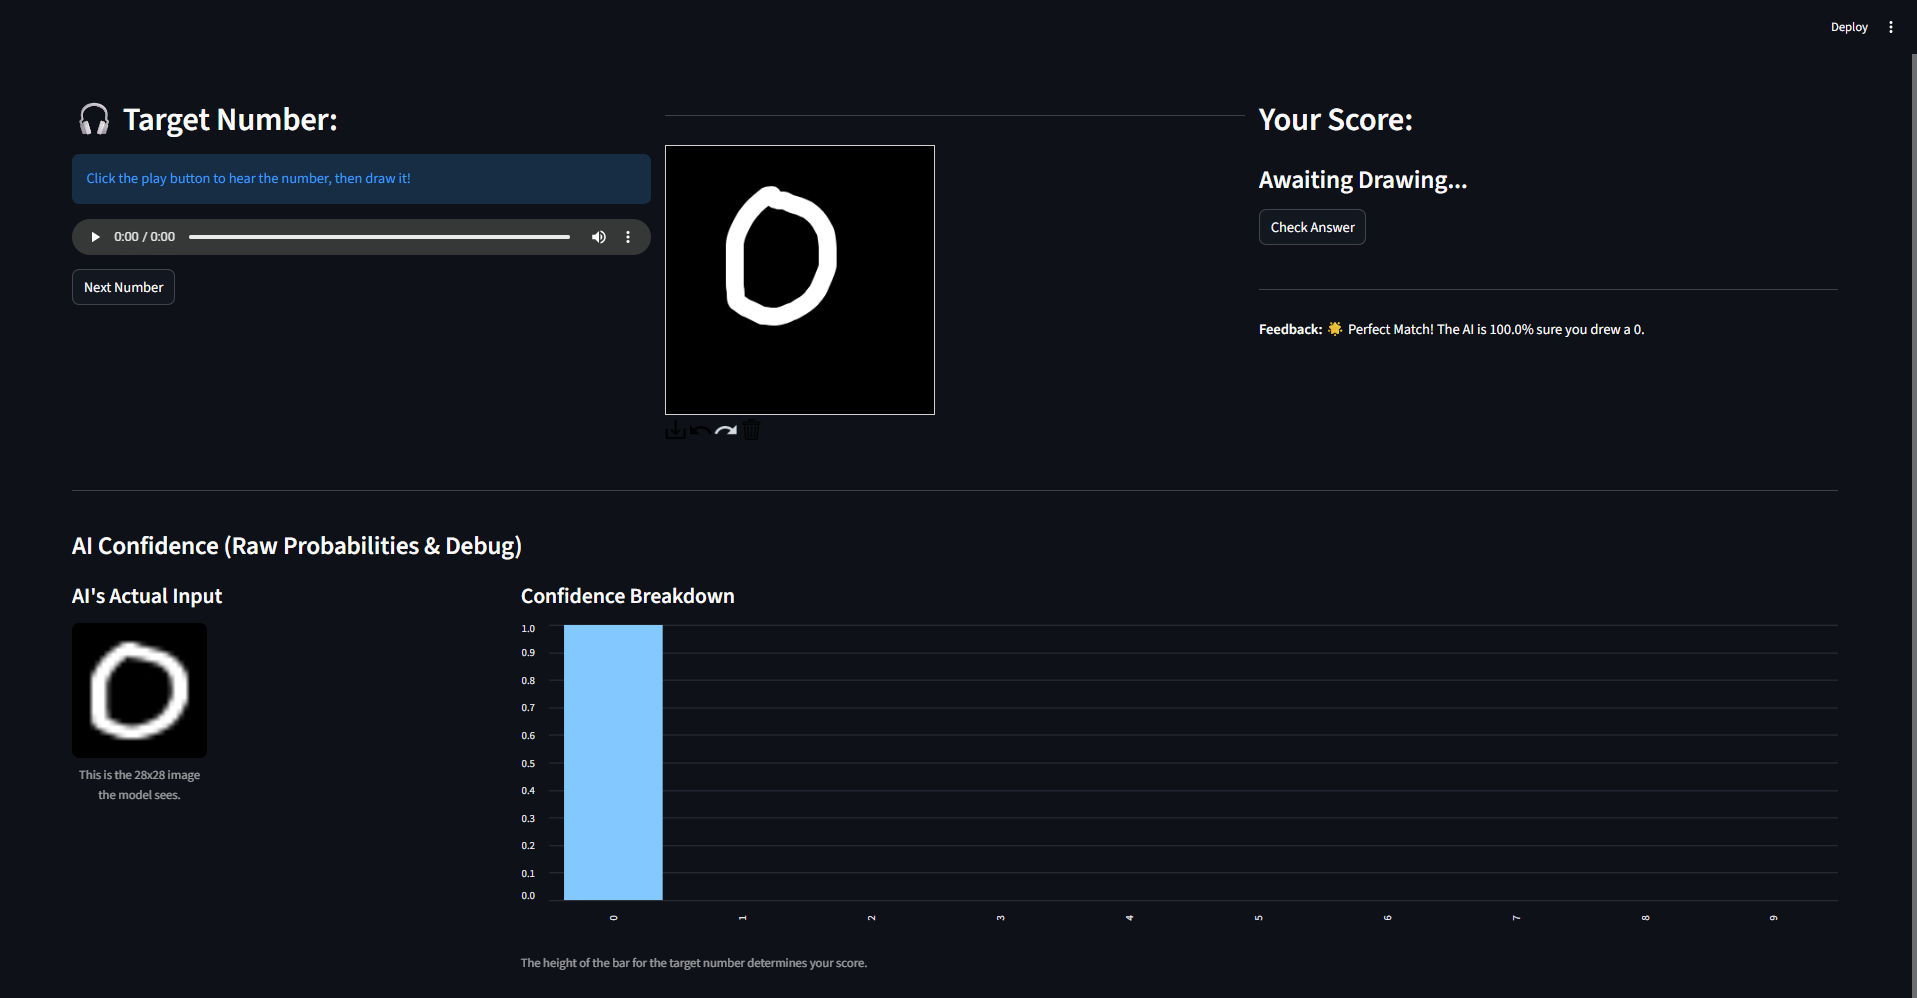 Deploy
Target Number:
Click the play button to hear the number, then draw it!
0:00 / 0:00
Next Number
0
Your Score:
Awaiting Drawing...
Check Answer
Feedback: 🌟 Perfect Match! The AI is 100.0% sure you drew a 0.
AI Confidence (Raw Probabilities & Debug)
AI's Actual Input
0
This is the 28x28 image
the model sees.
Confidence Breakdown
1.0
0.9
0.8
0.7
0.6
0.5
0.4
0.3
0.2
0.1
0.0
0 1 2 3 4 5 6 7 8 9
The height of the bar for the target number determines your score.